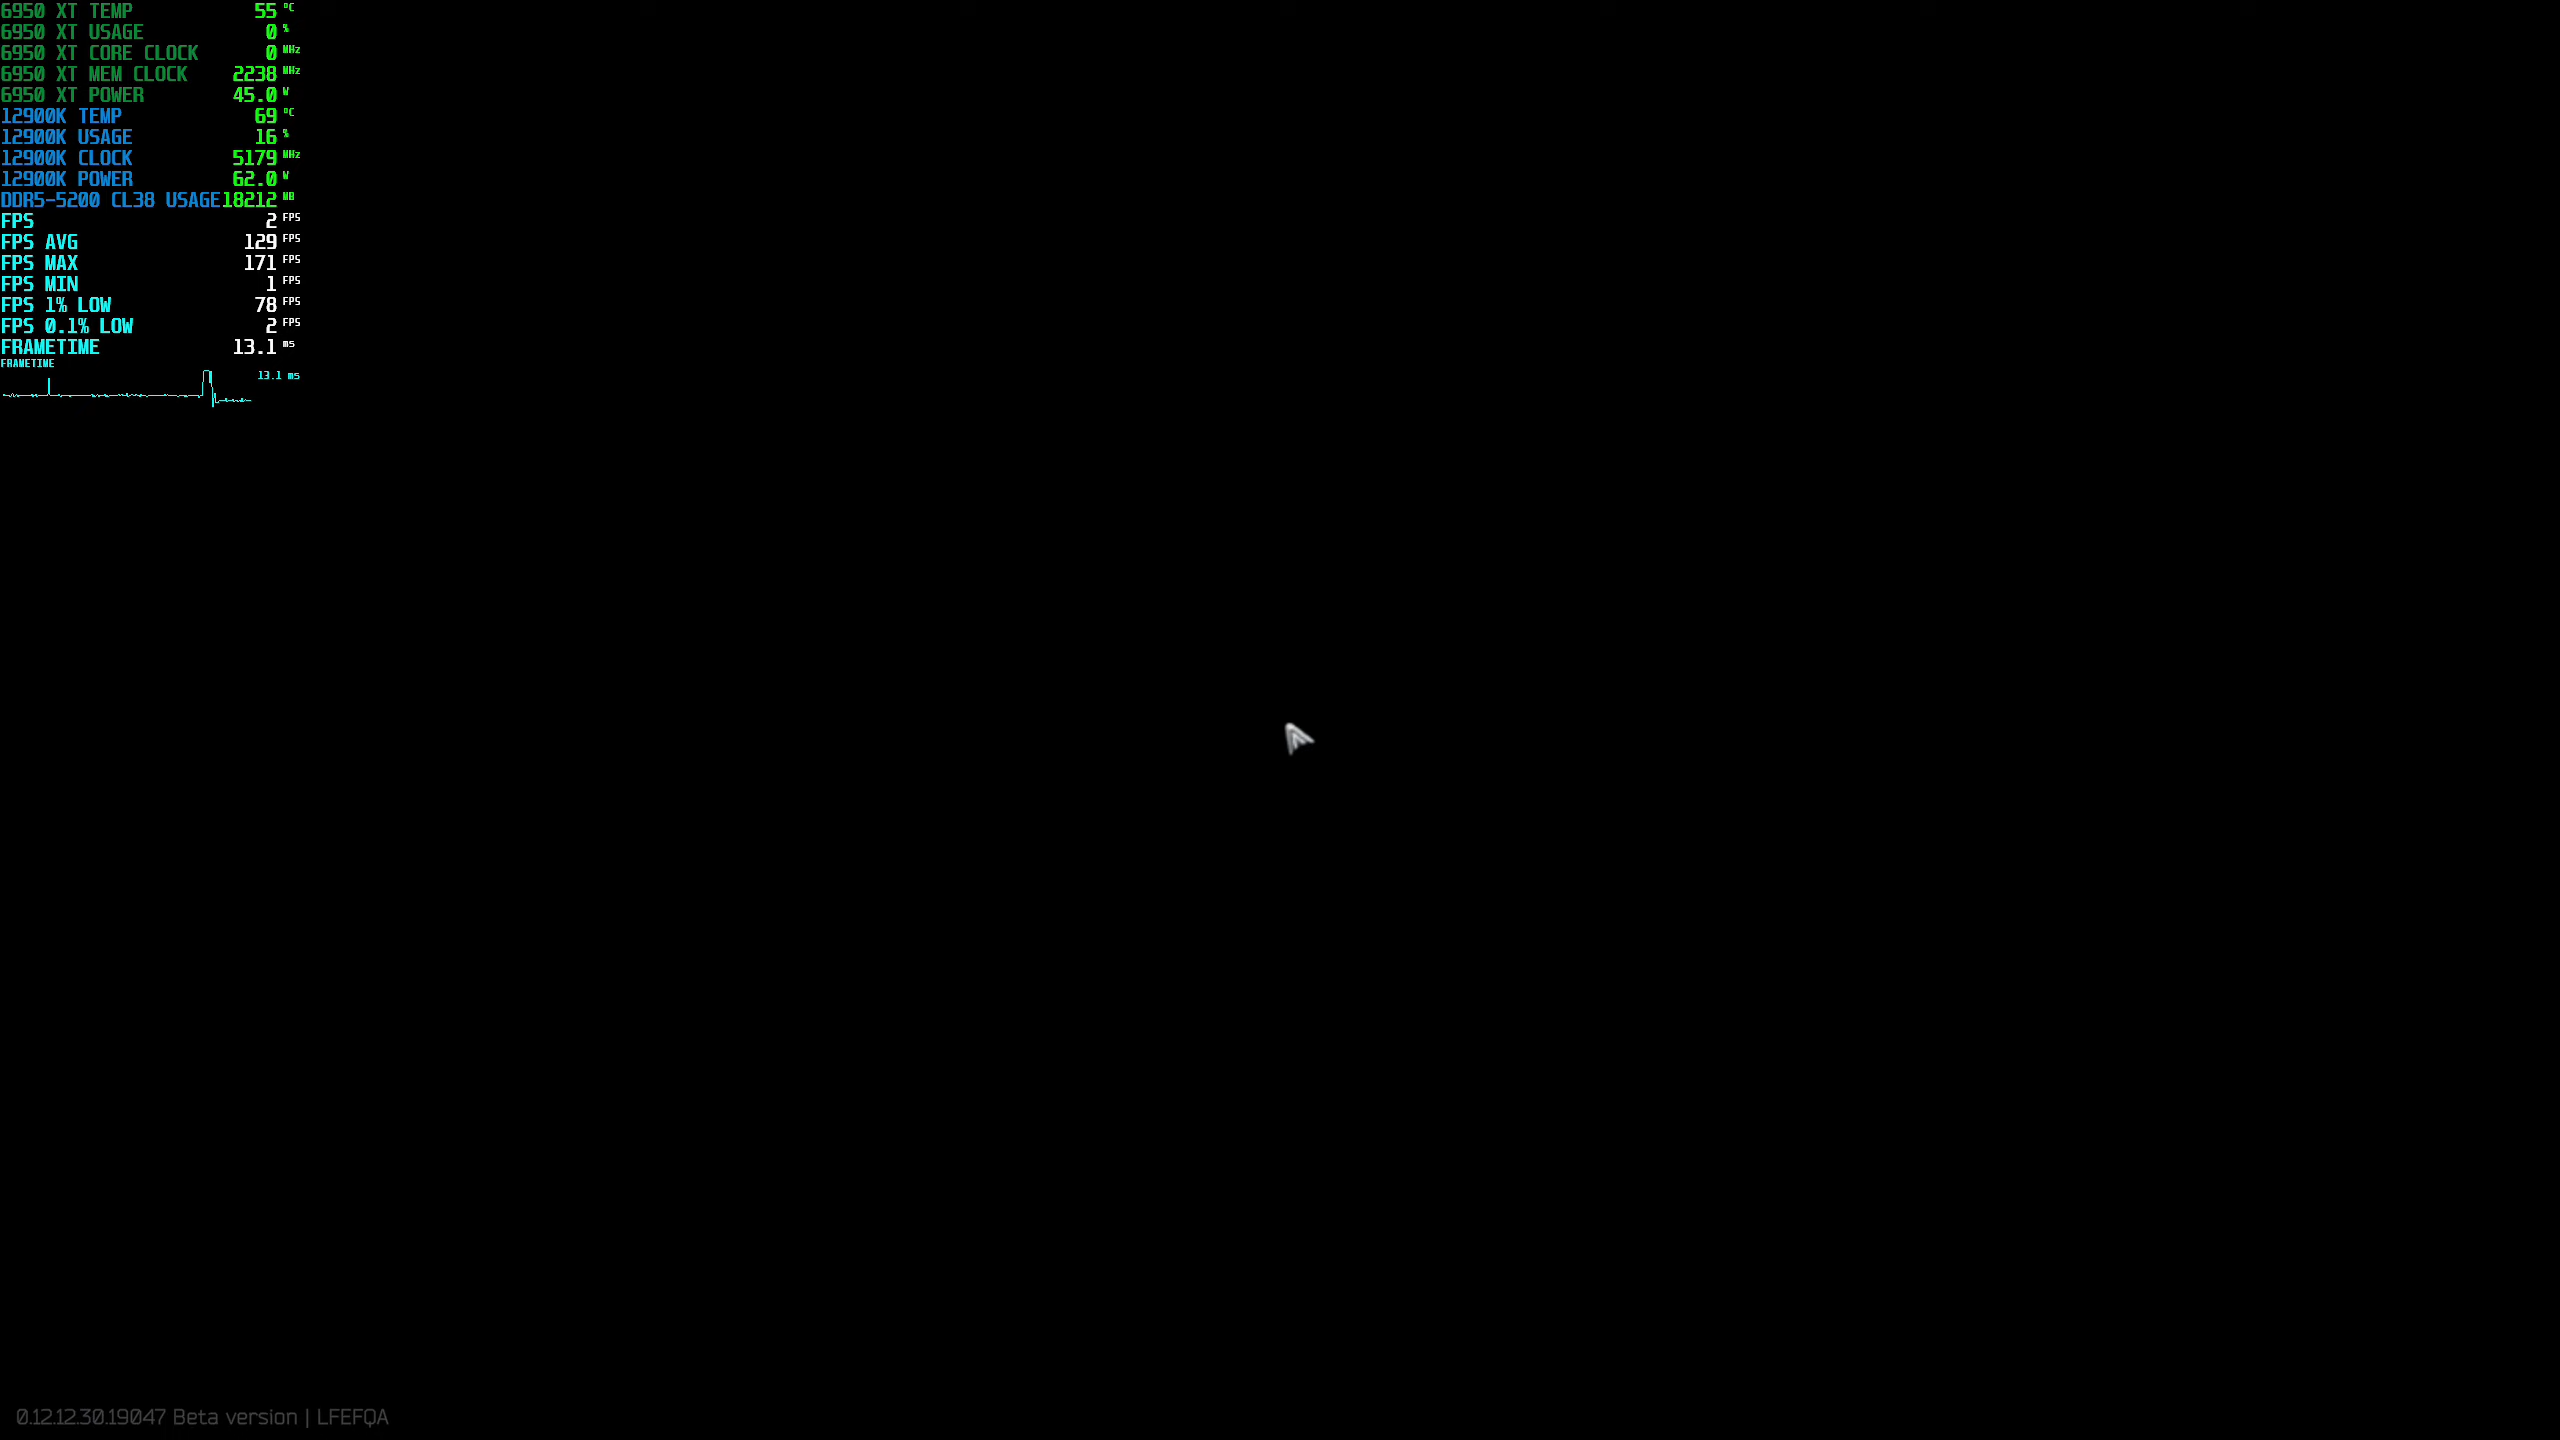 6950 XT TEMP 55 °C
6950 XT USAGE 0 %
6950 XT CORE CLOCK 0 MHz
6950 XT MEM CLOCK 2238 MHz
6950 XT POWER 45.0 W
12900K TEMP 69 °C
12900K USAGE 16 %
12900K CLOCK 5179 MHz
12900K POWER 62.0 W
DDR5-5200 CL38 USAGE 18212 MB
FPS 2 FPS
FPS AVG 129 FPS
FPS MAX 171 FPS
FPS MIN 1 FPS
FPS 1% LOW 78 FPS
FPS 0.1% LOW 2 FPS
FRAMETIME 13.1 ms
FRAMETIME
13.1 ms
0.12.12.30.19047 Beta version | LFEFQA